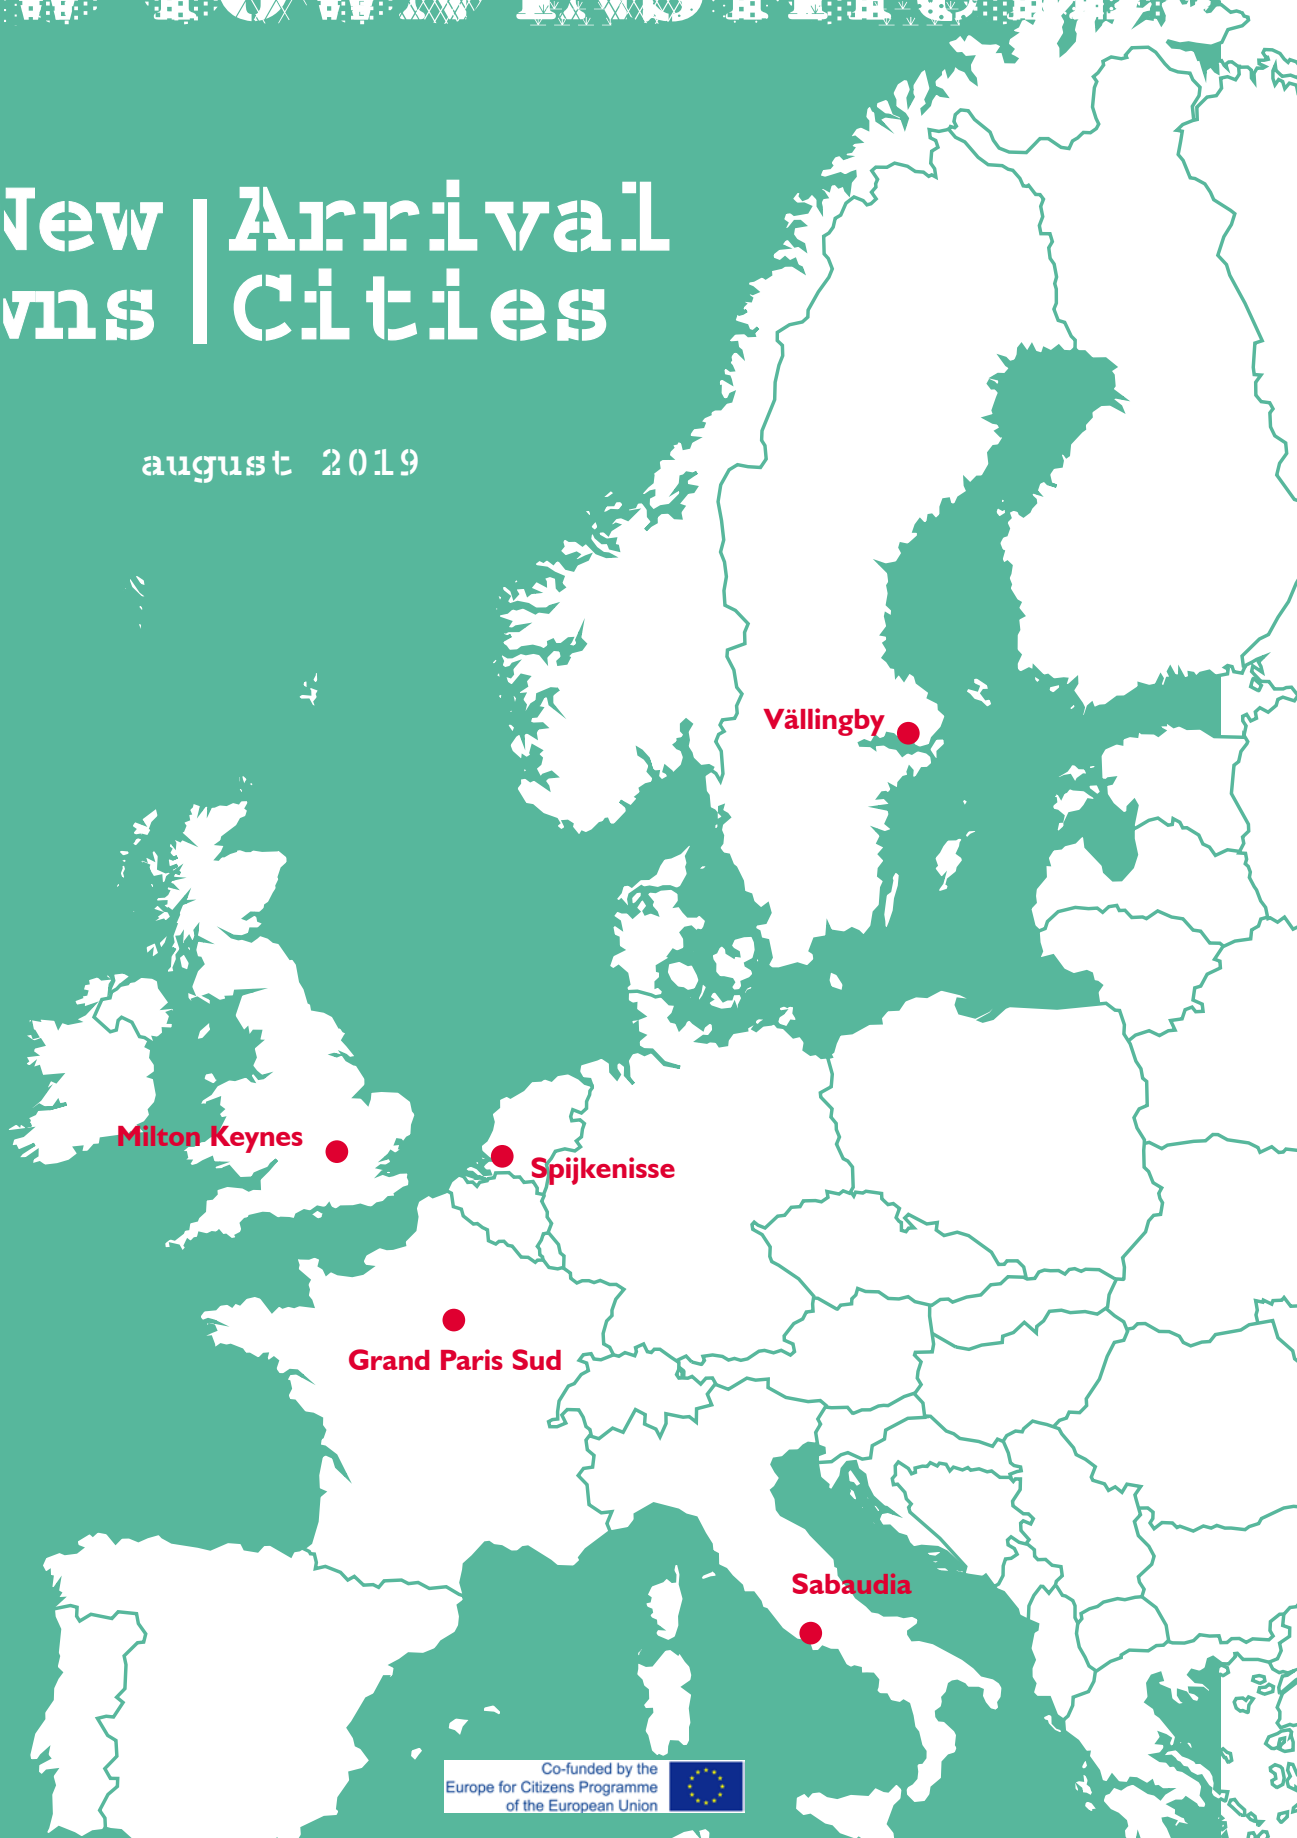 New | Arrival
wns | Cities
august 2019
Vällingby
Milton Keynes
Spijkenisse
Grand Paris Sud
Sabaudia
Co-funded by the
Europe for Citizens Programme
of the European Union